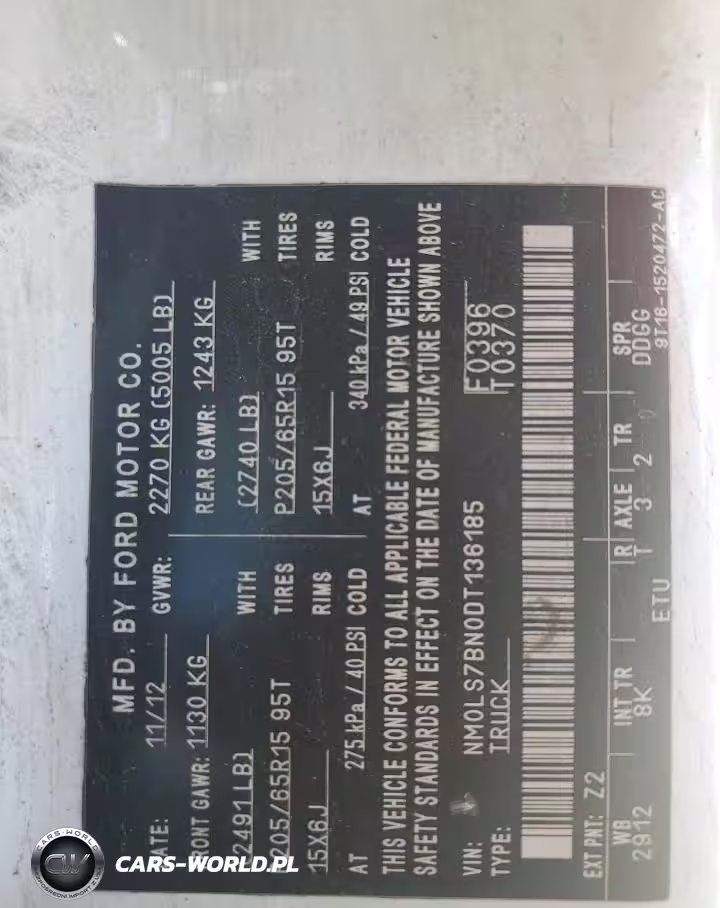 MFD. BY FORD MOTOR CO.
ATE: 11/12 GVWR: 2270 KG (5005 LB)
RONT GAWR: 1130 KG REAR GAWR: 1243 KG
2491 LB) WITH (2740 LB) WITH
205/65R15 95T TIRES P205/65R15 95T TIRES
15X6J RIMS 15X6J RIMS
AT 275 kPa / 40 PSI COLD AT 340 kPa / 49 PSI COLD
THIS VEHICLE CONFORMS TO ALL APPLICABLE FEDERAL MOTOR VEHICLE
SAFETY STANDARDS IN EFFECT ON THE DATE OF MANUFACTURE SHOWN ABOVE
VIN: NM0LS7BN0DT136185 F0396
TYPE: TRUCK T0370
EXT PNT: Z2
WB INT TR R AXLE TR SPR
2912 8K T 3 2 DDGG
ETU 9T16-1520472-AC
CARS-WORLD
CW
CARS-WORLD.PL